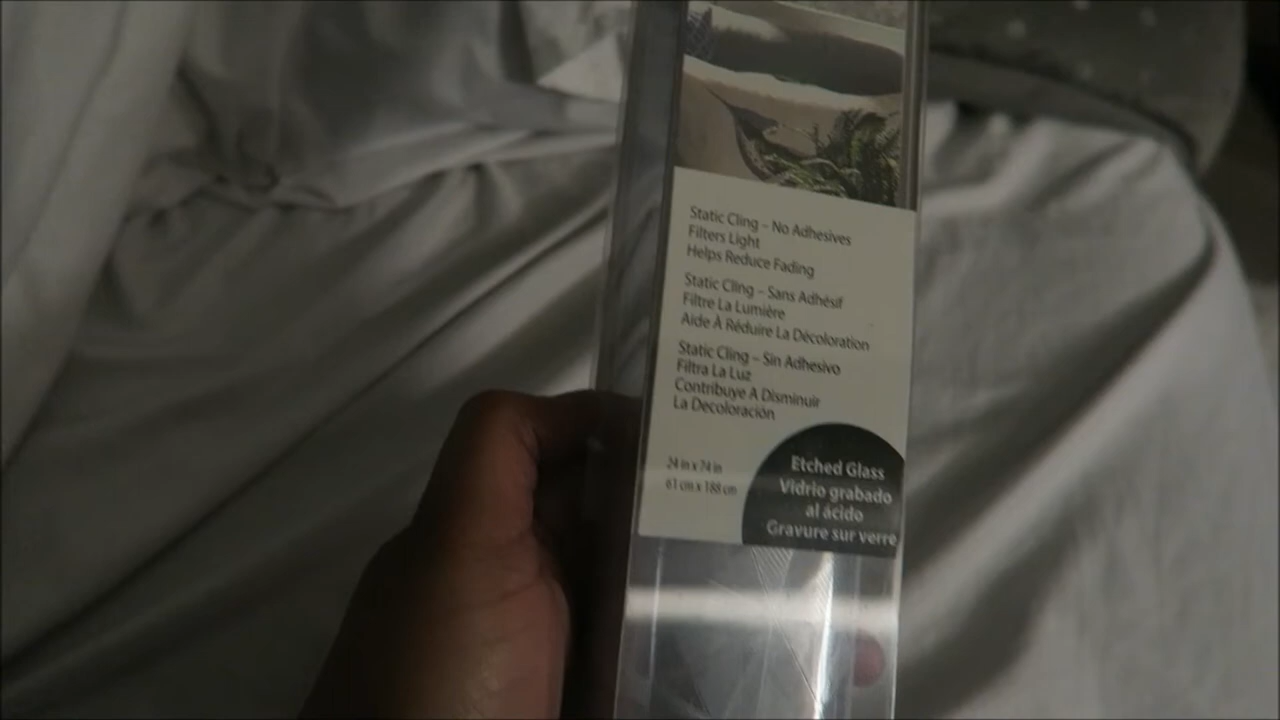 Static Cling – No Adhesives
Filters Light
Helps Reduce Fading
Static Cling – Sans Adhésif
Filtre La Lumière
Aide À Réduire La Décoloration
Static Cling – Sin Adhesivo
Filtra La Luz
Contribuye A Disminuir
La Decoloración
24 in x 74 in
61 cm x 188 cm
Etched Glass
Vidrio grabado
al ácido
Gravure sur verre